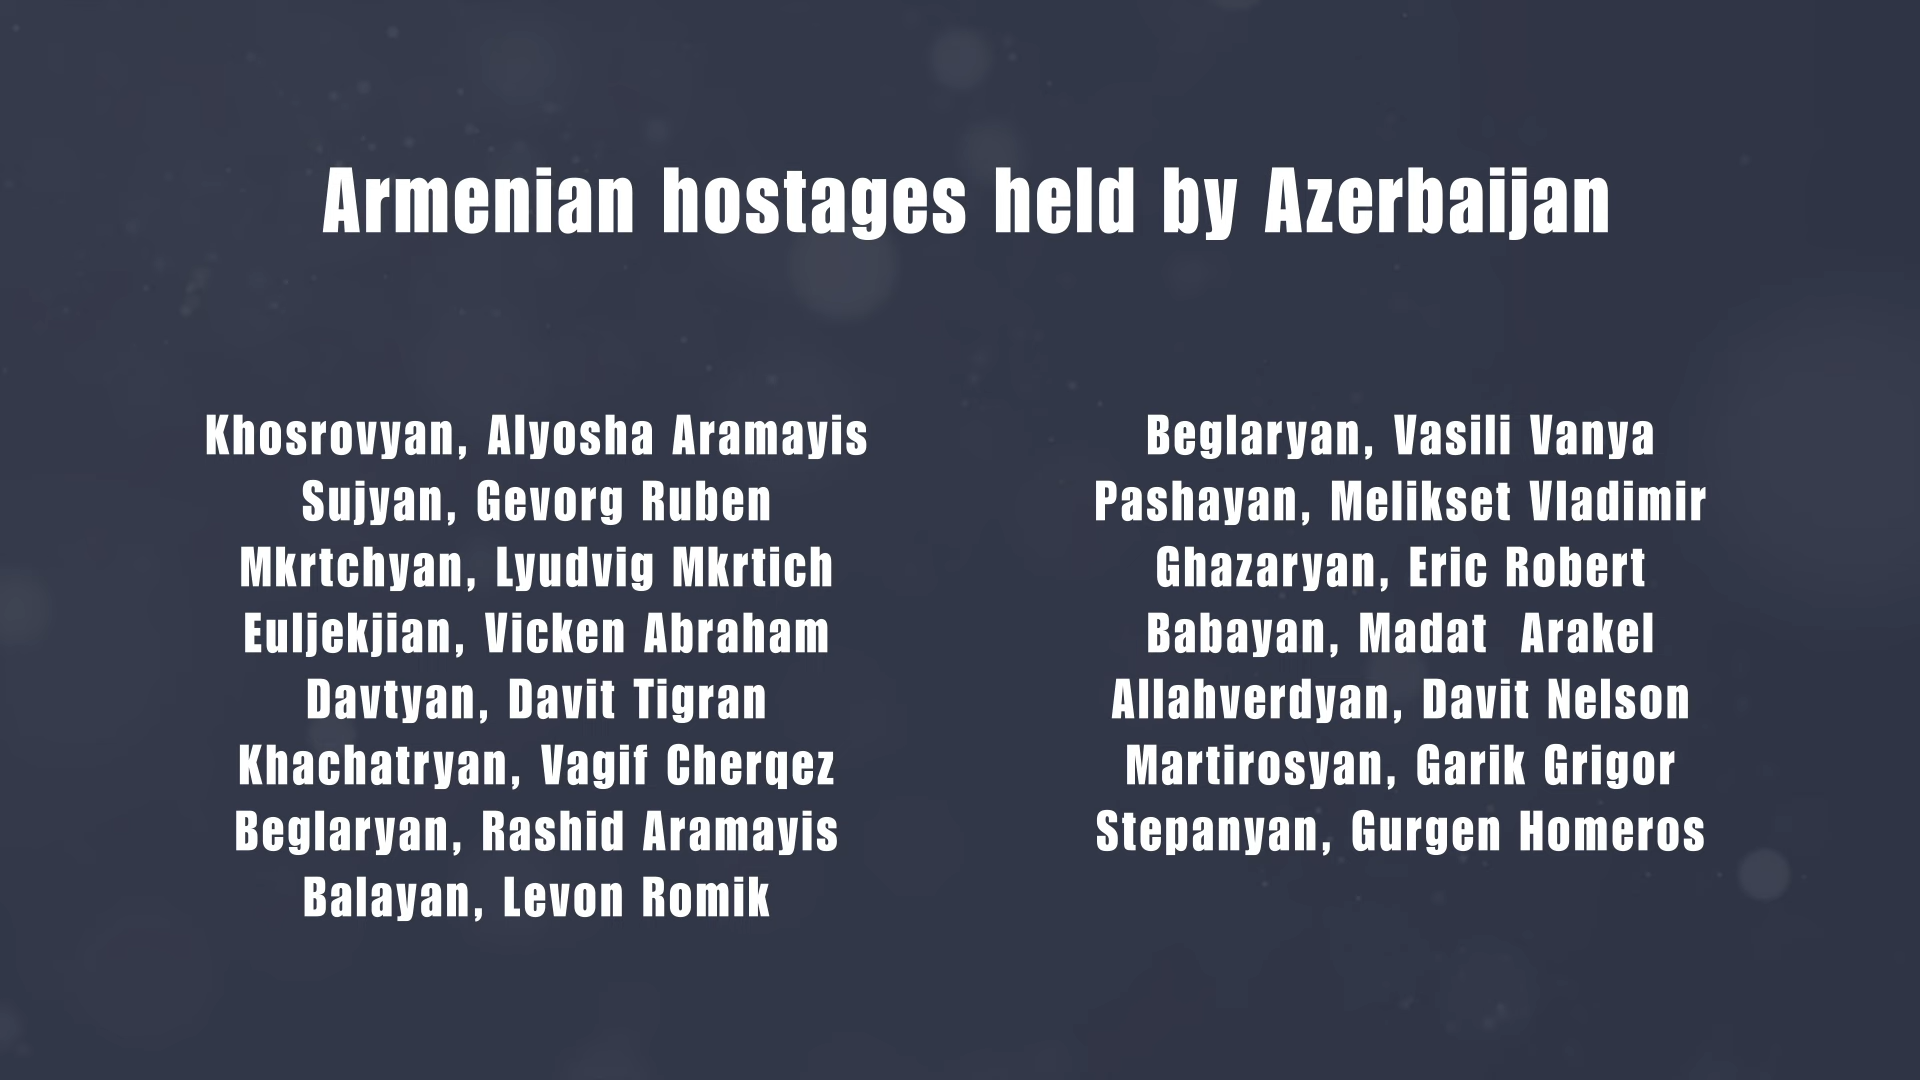 Armenian hostages held by Azerbaijan
Khosrovyan, Alyosha Aramayis
Sujyan, Gevorg Ruben
Mkrtchyan, Lyudvig Mkrtich
Euljekjian, Vicken Abraham
Davtyan, Davit Tigran
Khachatryan, Vagif Cherqez
Beglaryan, Rashid Aramayis
Balayan, Levon Romik
Beglaryan, Vasili Vanya
Pashayan, Melikset Vladimir
Ghazaryan, Eric Robert
Babayan, Madat  Arakel
Allahverdyan, Davit Nelson
Martirosyan, Garik Grigor
Stepanyan, Gurgen Homeros